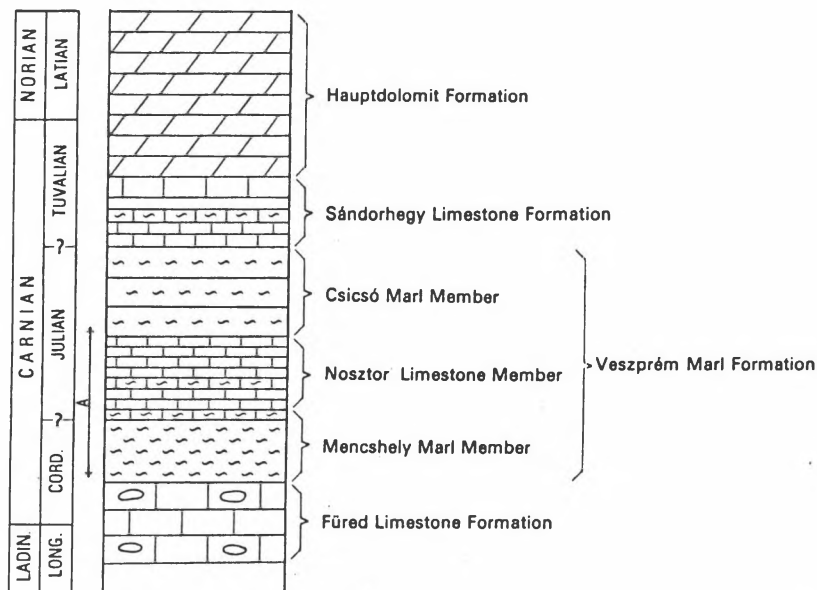 NORIAN
LATIAN
Hauptdolomit Formation
CARNIAN
TUVALIAN
Sándorhegy Limestone Formation
?
JULIAN
Csicsó Marl Member
Veszprém Marl Formation
Nosztor Limestone Member
A
?
CORD.
Mencshely Marl Member
Füred Limestone Formation
LADIN.
LONG.